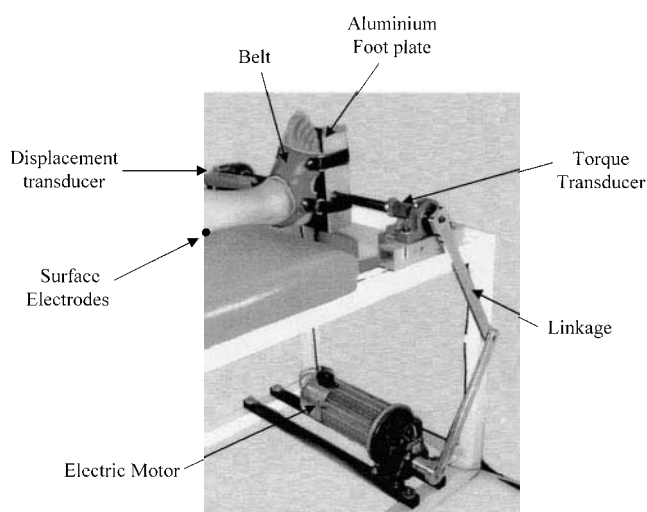 Aluminium
Foot plate
Belt
Displacement
transducer
Torque
Transducer
Surface
Electrodes
Linkage
Electric Motor